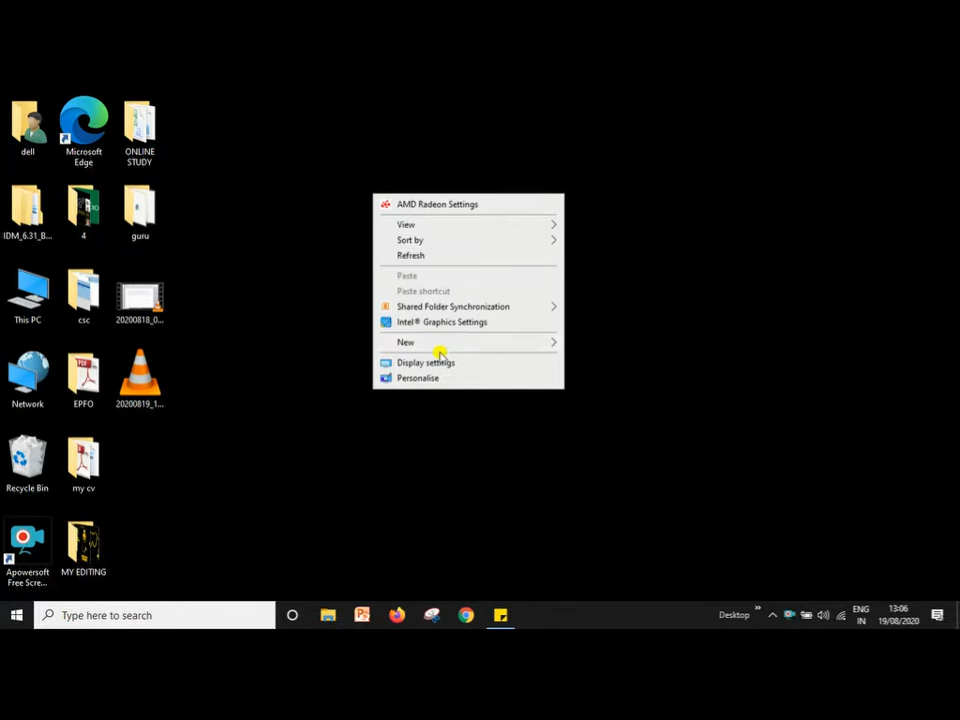 dell
Microsoft
Edge
ONLINE
STUDY
IDM_6.31_B...
4
guru
This PC
csc
20200818_0...
Network
EPFO
20200819_1...
Recycle Bin
my cv
Apowersoft
Free Scre...
MY EDITING
AMD Radeon Settings
View
Sort by
Refresh
Paste
Paste shortcut
Shared Folder Synchronization
Intel® Graphics Settings
New
Display settings
Personalise
Type here to search
Desktop
ENG
IN
13:06
19/08/2020